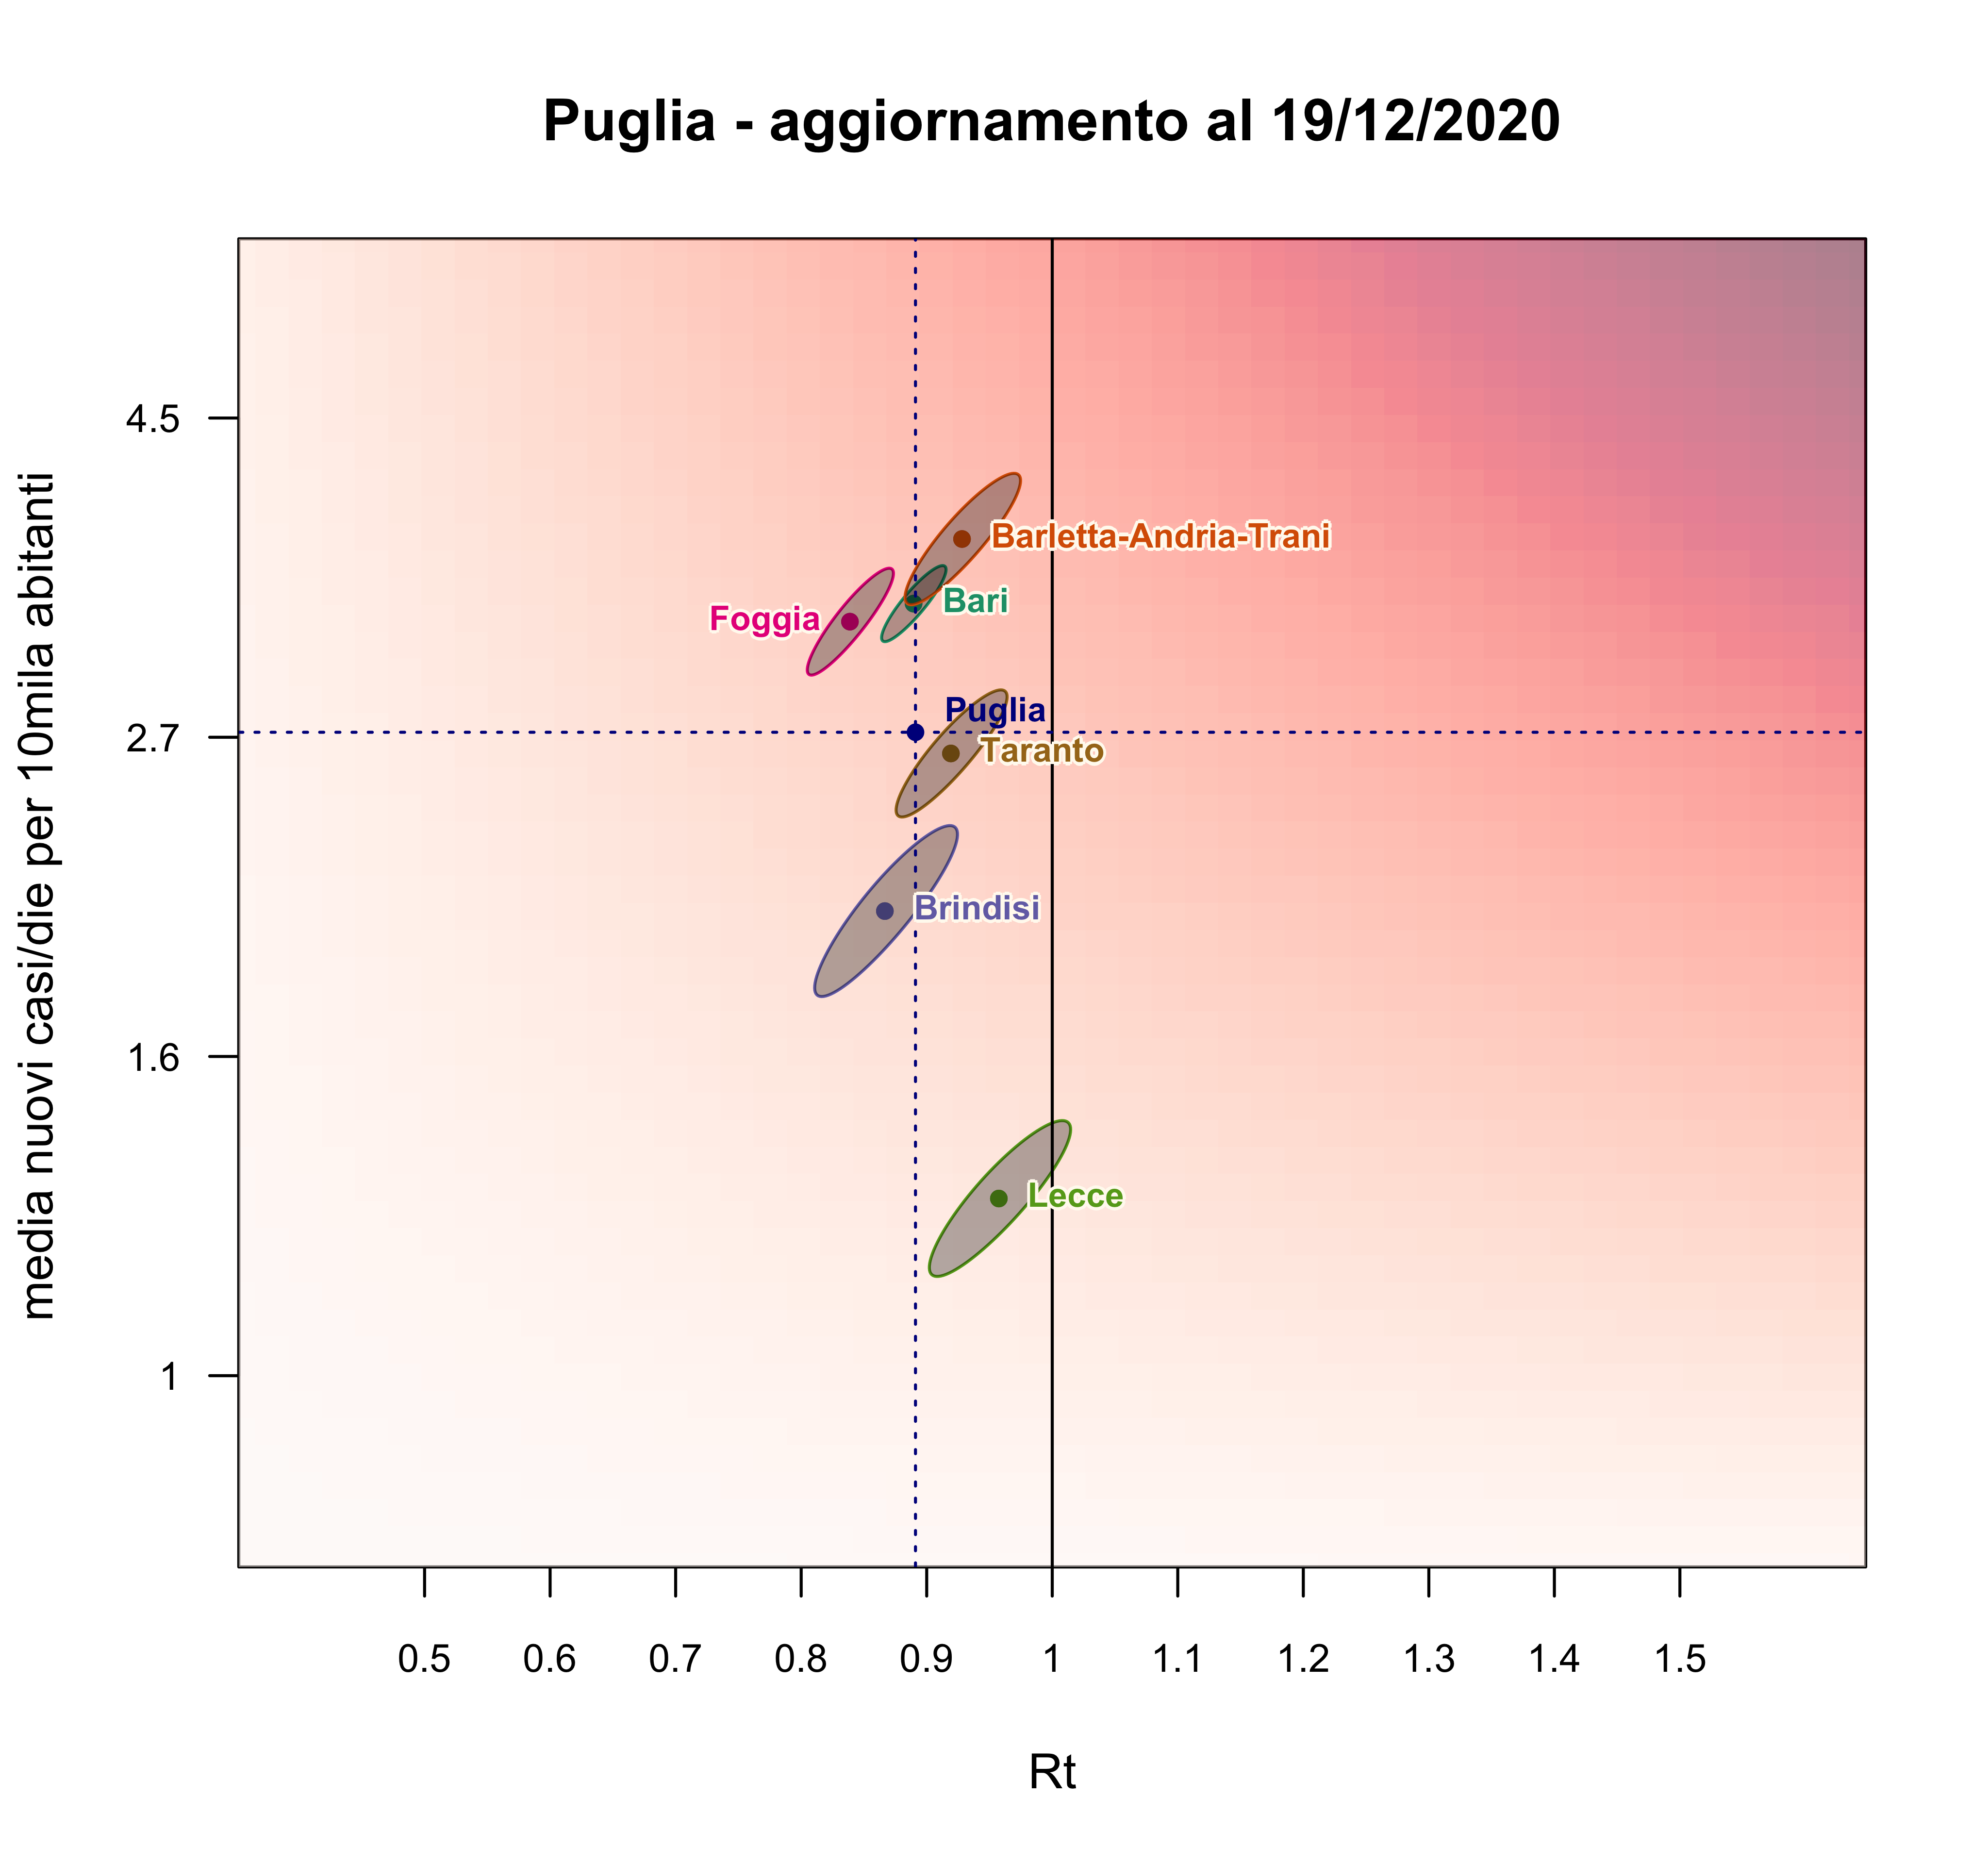 Puglia - aggiornamento al 19/12/2020
media nuovi casi/die per 10mila abitanti
4.5
2.7
1.6
1
Barletta-Andria-Trani
Bari
Foggia
Puglia
Taranto
Brindisi
Lecce
0.5 0.6 0.7 0.8 0.9 1 1.1 1.2 1.3 1.4 1.5
Rt